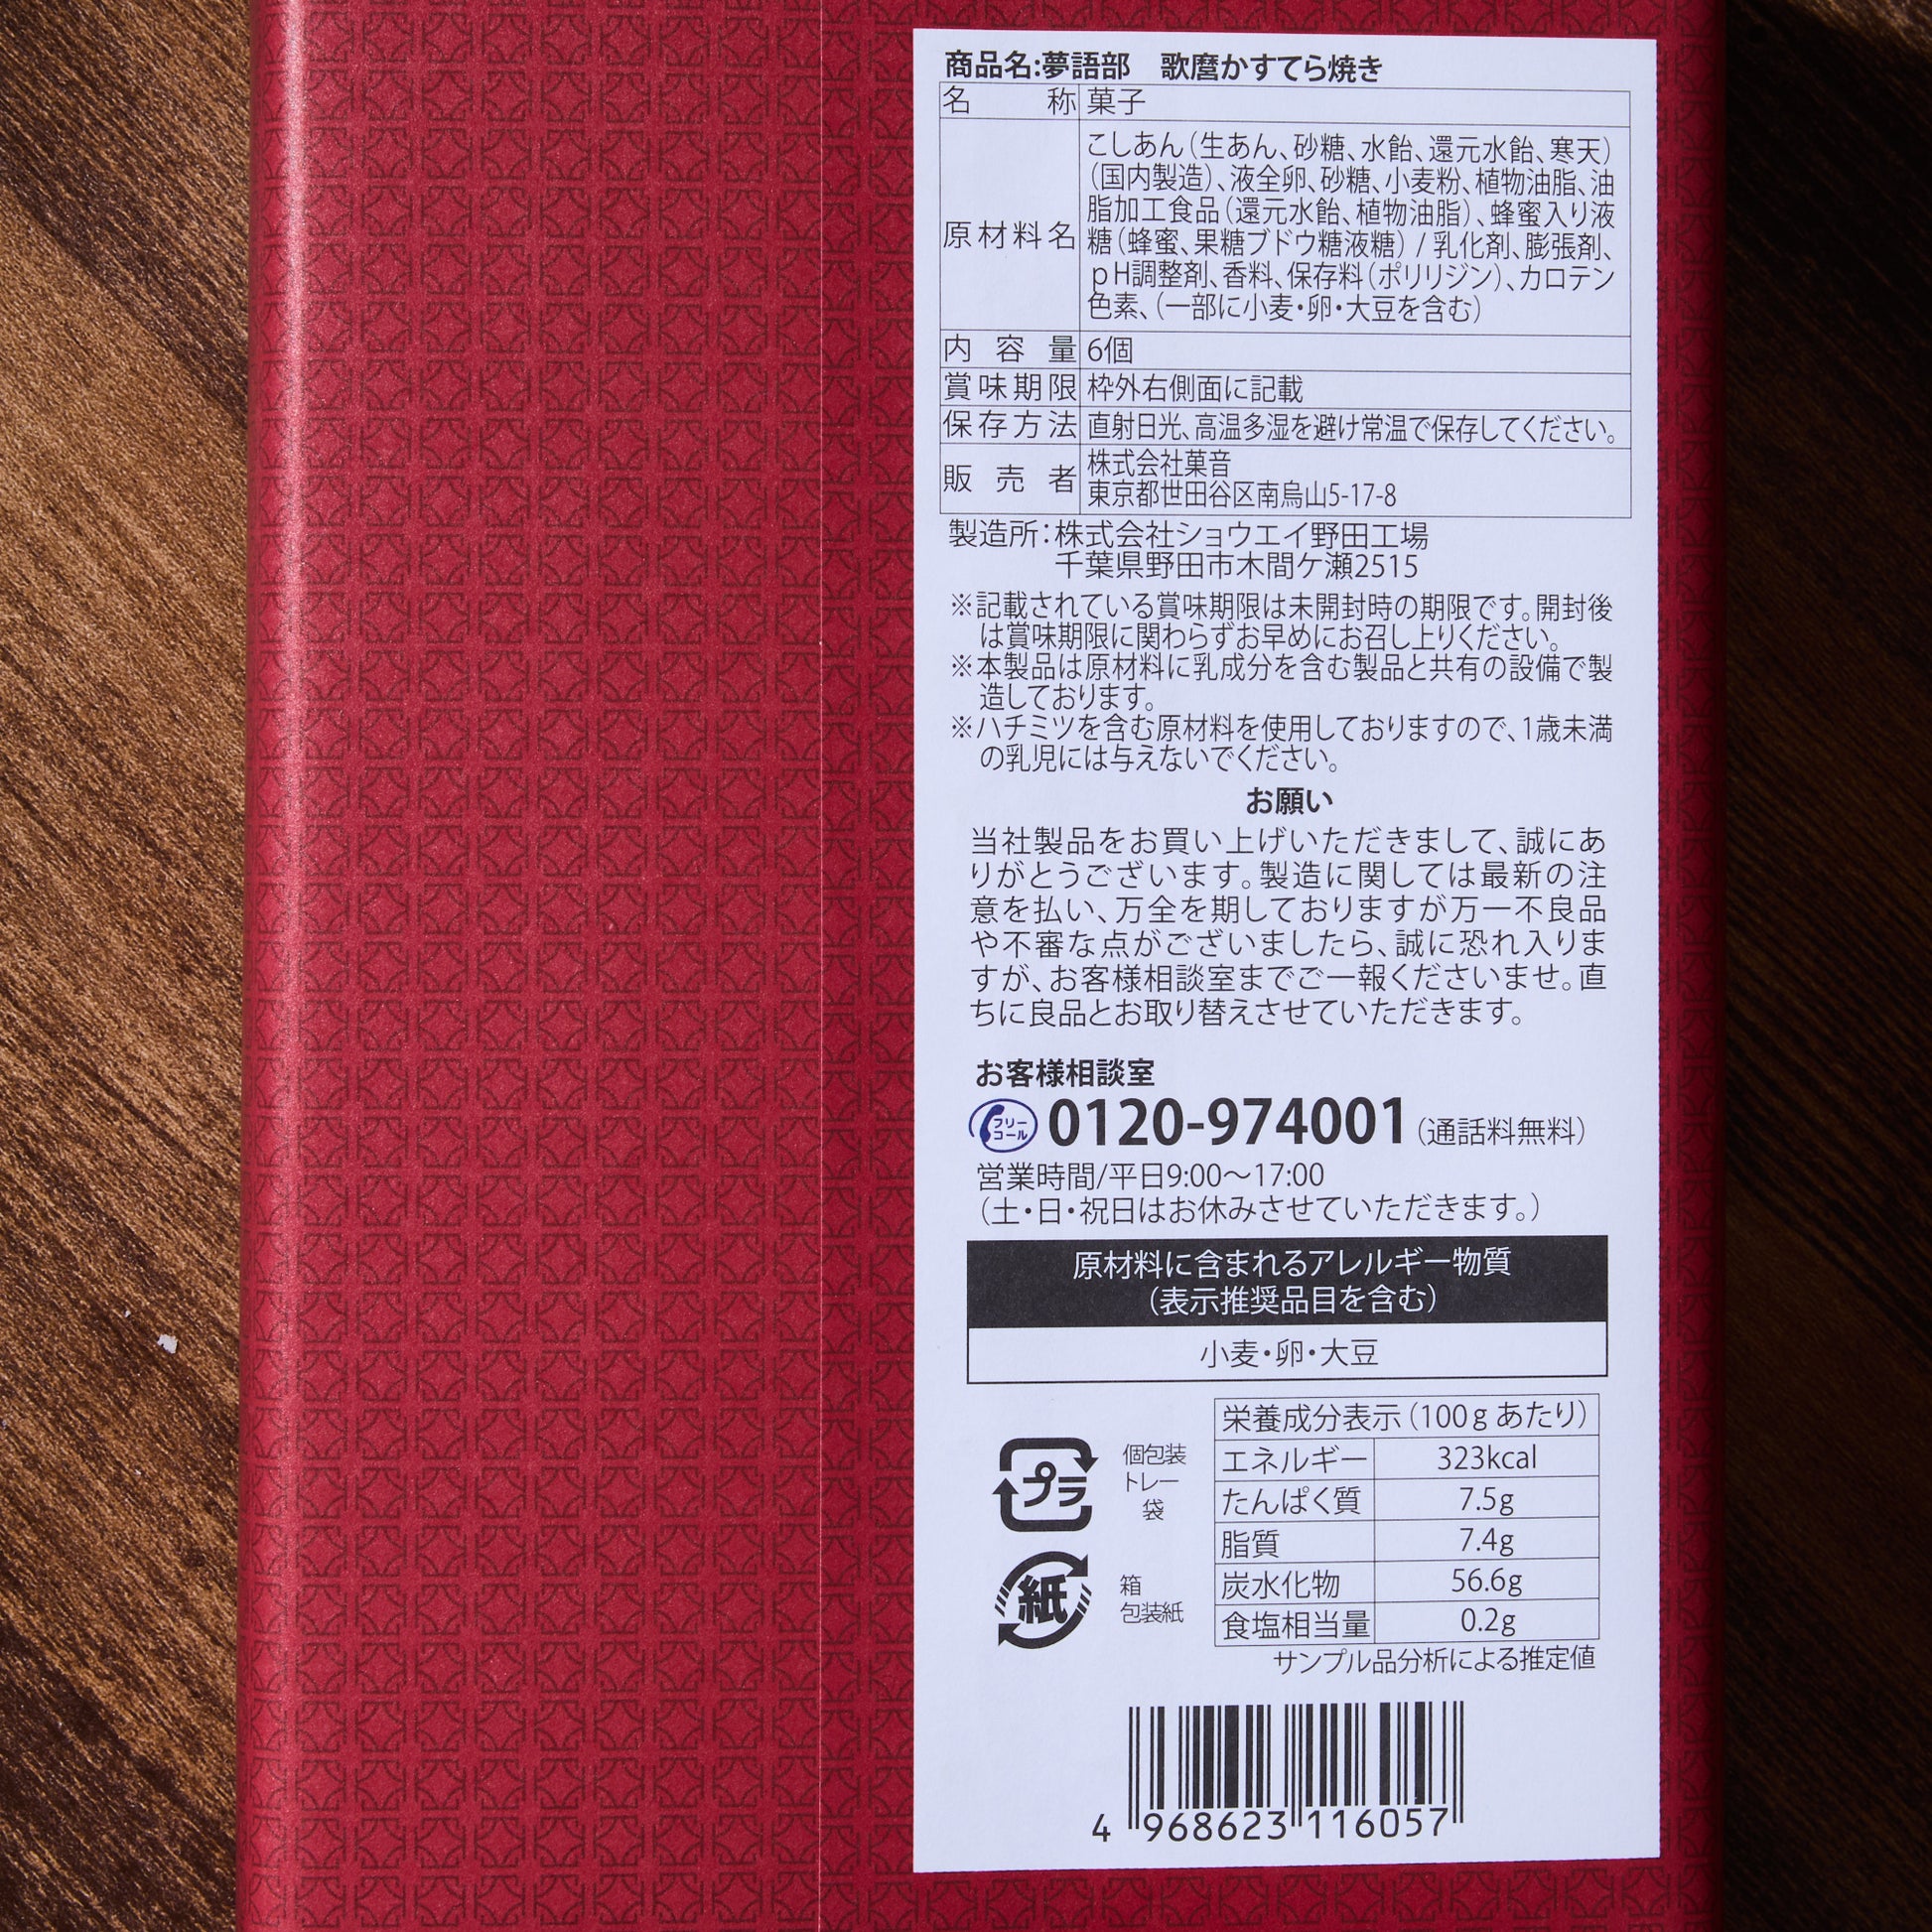 商品名:夢語部　歌麿かすてら焼き
名称 菓子
原材料名 こしあん（生あん、砂糖、水飴、還元水飴、寒天）
（国内製造）、液全卵、砂糖、小麦粉、植物油脂、油
脂加工食品（還元水飴、植物油脂）、蜂蜜入り液
糖（蜂蜜、果糖ブドウ糖液糖）/ 乳化剤、膨張剤、
pH調整剤、香料、保存料（ポリリジン）、カロテン
色素、（一部に小麦・卵・大豆を含む）
内容量 6個
賞味期限 枠外右側面に記載
保存方法 直射日光、高温多湿を避け常温で保存してください。
販売者 株式会社菓音
東京都世田谷区南烏山5-17-8
製造所：株式会社ショウエイ野田工場
千葉県野田市木間ケ瀬2515
※記載されている賞味期限は未開封時の期限です。開封後
は賞味期限に関わらずお早めにお召し上りください。
※本製品は原材料に乳成分を含む製品と共有の設備で製
造しております。
※ハチミツを含む原材料を使用しておりますので、1歳未満
の乳児には与えないでください。
お願い
当社製品をお買い上げいただきまして、誠にあ
りがとうございます。製造に関しては最新の注
意を払い、万全を期しておりますが万一不良品
や不審な点がございましたら、誠に恐れ入りま
すが、お客様相談室までご一報くださいませ。直
ちに良品とお取り替えさせていただきます。
お客様相談室
フリーコール 0120-974001（通話料無料）
営業時間/平日9:00～17:00
（土・日・祝日はお休みさせていただきます。）
原材料に含まれるアレルギー物質
（表示推奨品目を含む）
小麦・卵・大豆
プラ 個包装
トレー
袋
紙 箱
包装紙
栄養成分表示（100gあたり）
エネルギー 323kcal
たんぱく質 7.5g
脂質 7.4g
炭水化物 56.6g
食塩相当量 0.2g
サンプル品分析による推定値
4 968623 116057